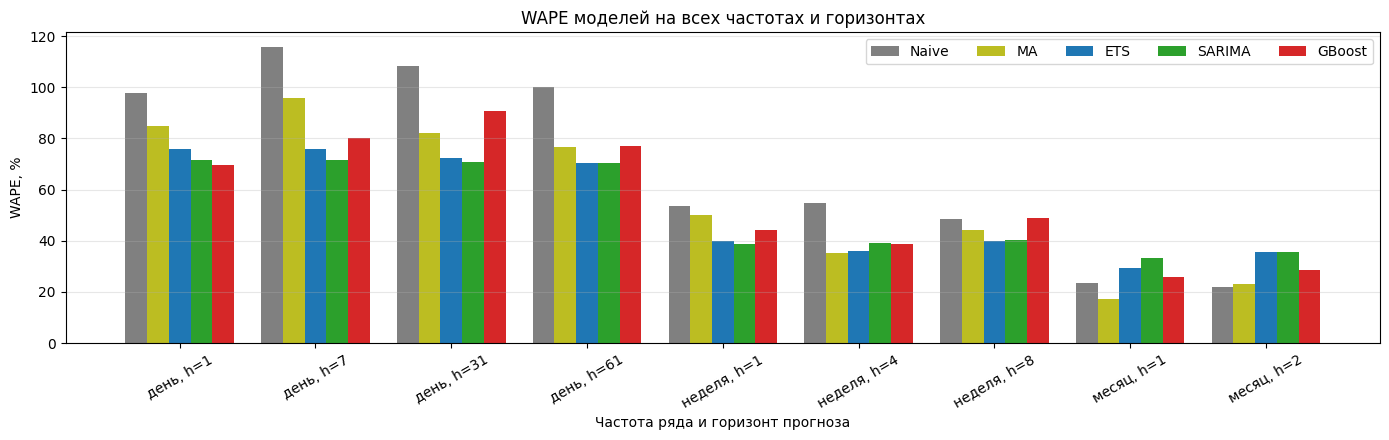 WAPE моделей на всех частотах и горизонтах
Naive MA ETS SARIMA GBoost
WAPE, %
120
100
80
60
40
20
0
день, h=1 день, h=7 день, h=31 день, h=61 неделя, h=1 неделя, h=4 неделя, h=8 месяц, h=1 месяц, h=2
Частота ряда и горизонт прогноза